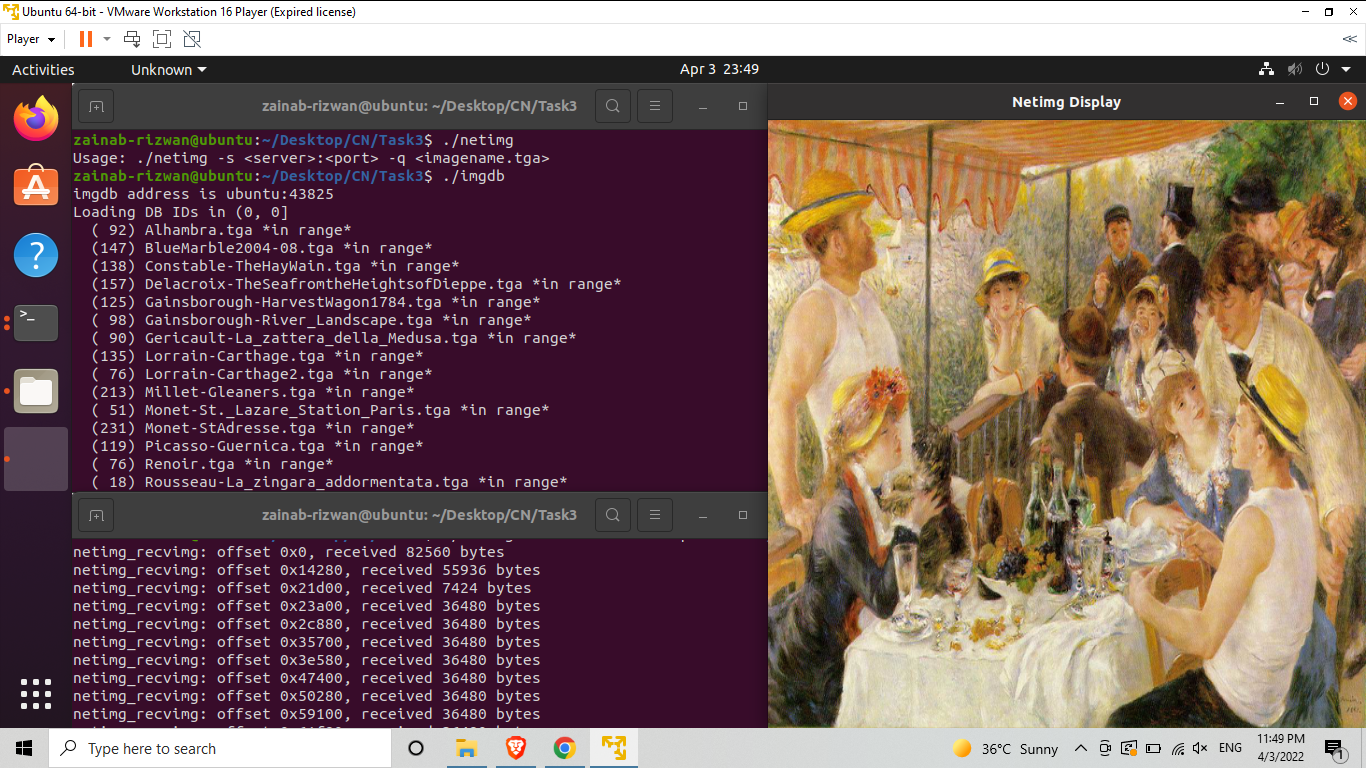 Ubuntu 64-bit - VMware Workstation 16 Player (Expired license)
Player
Activities
Unknown
Apr 3 23:49
zainab-rizwan@ubuntu: ~/Desktop/CN/Task3
Netimg Display
zainab-rizwan@ubuntu:~/Desktop/CN/Task3$ ./netimg
Usage: ./netimg -s <server>:<port> -q <imagename.tga>
zainab-rizwan@ubuntu:~/Desktop/CN/Task3$ ./imgdb
imgdb address is ubuntu:43825
Loading DB IDs in (0, 0]
( 92) Alhambra.tga *in range*
(147) BlueMarble2004-08.tga *in range*
(138) Constable-TheHayWain.tga *in range*
(157) Delacroix-TheSeafromtheHeightsofDieppe.tga *in range*
(125) Gainsborough-HarvestWagon1784.tga *in range*
( 98) Gainsborough-River_Landscape.tga *in range*
( 90) Gericault-La_zattera_della_Medusa.tga *in range*
(135) Lorrain-Carthage.tga *in range*
( 76) Lorrain-Carthage2.tga *in range*
(213) Millet-Gleaners.tga *in range*
( 51) Monet-St._Lazare_Station_Paris.tga *in range*
(231) Monet-StAdresse.tga *in range*
(119) Picasso-Guernica.tga *in range*
( 76) Renoir.tga *in range*
( 18) Rousseau-La_zingara_addormentata.tga *in range*
zainab-rizwan@ubuntu: ~/Desktop/CN/Task3
netimg_recvimg: offset 0x0, received 82560 bytes
netimg_recvimg: offset 0x14280, received 55936 bytes
netimg_recvimg: offset 0x21d00, received 7424 bytes
netimg_recvimg: offset 0x23a00, received 36480 bytes
netimg_recvimg: offset 0x2c880, received 36480 bytes
netimg_recvimg: offset 0x35700, received 36480 bytes
netimg_recvimg: offset 0x3e580, received 36480 bytes
netimg_recvimg: offset 0x47400, received 36480 bytes
netimg_recvimg: offset 0x50280, received 36480 bytes
netimg_recvimg: offset 0x59100, received 36480 bytes
Type here to search
36°C Sunny
ENG
11:49 PM
4/3/2022
1